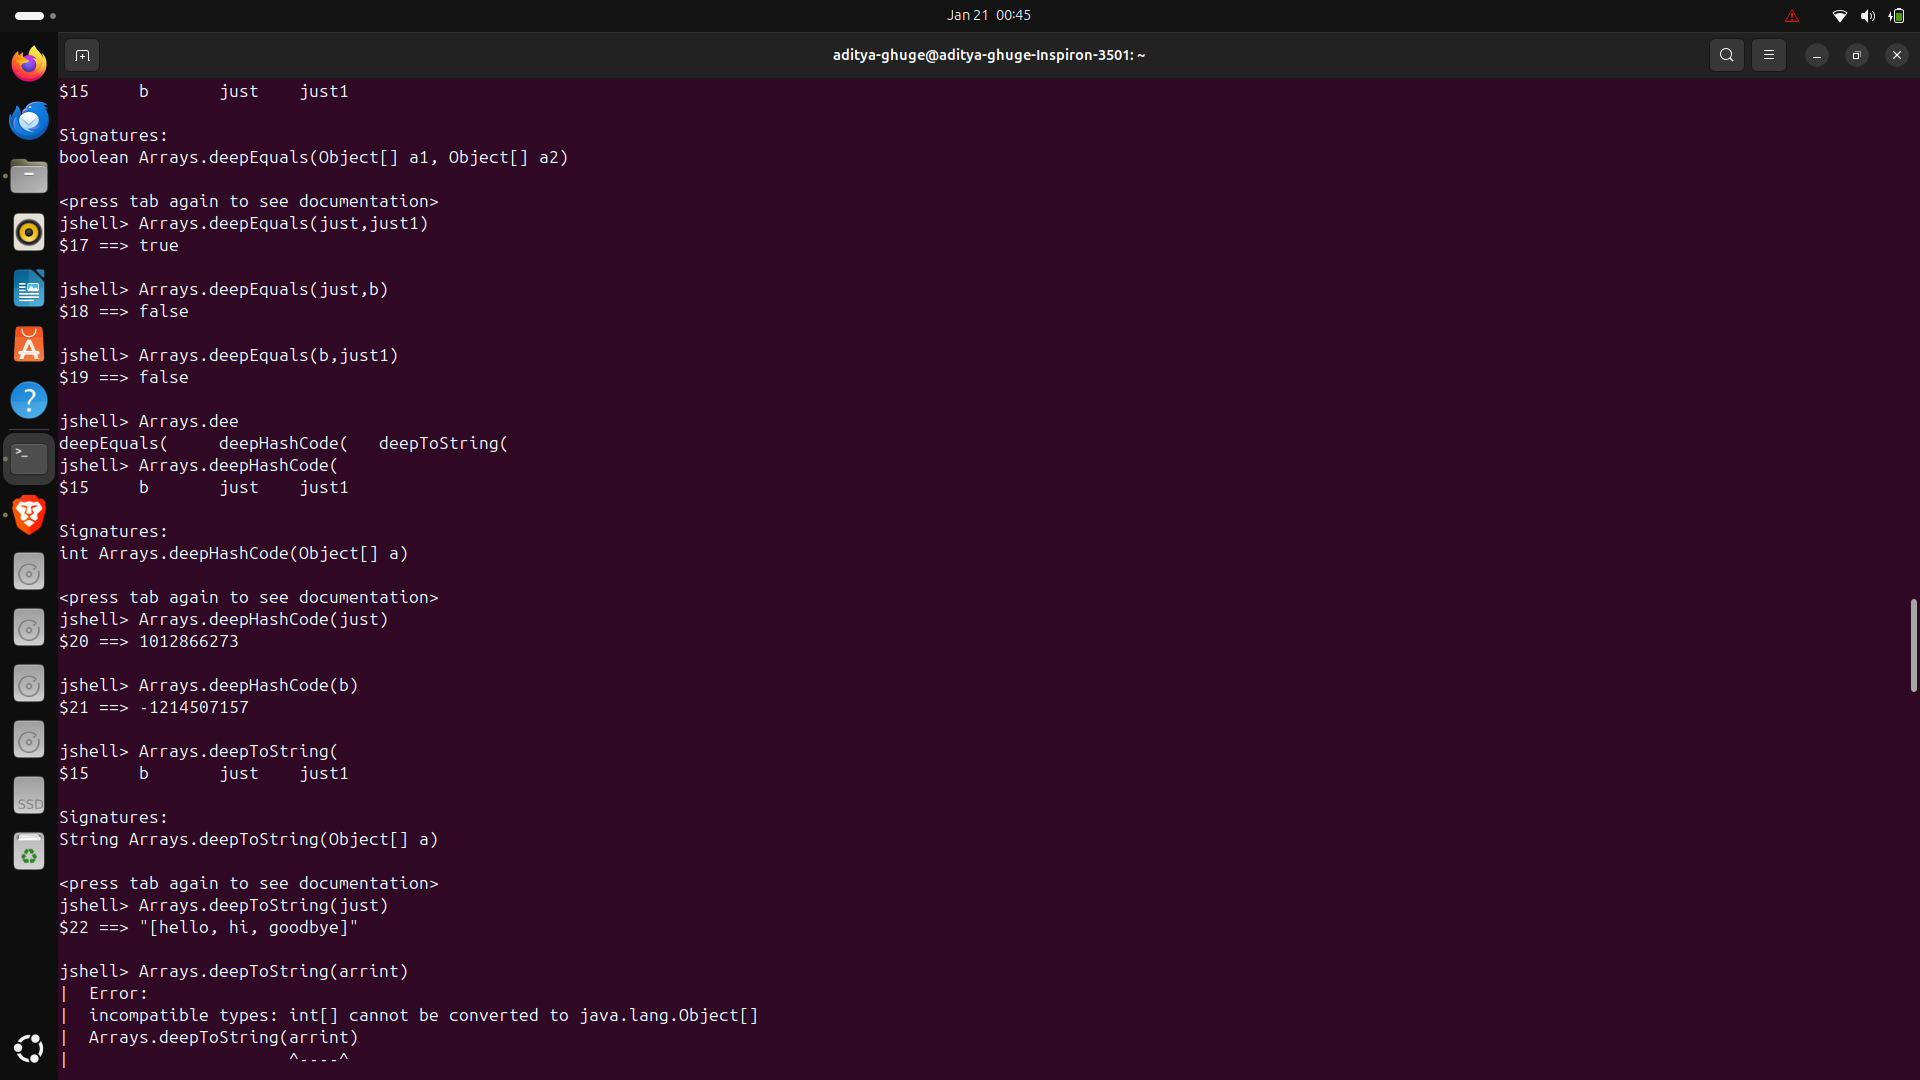 Jan 21  00:45
aditya-ghuge@aditya-ghuge-Inspiron-3501: ~
$15     b       just    just1
Signatures:
boolean Arrays.deepEquals(Object[] a1, Object[] a2)
<press tab again to see documentation>
jshell> Arrays.deepEquals(just,just1)
$17 ==> true
jshell> Arrays.deepEquals(just,b)
$18 ==> false
jshell> Arrays.deepEquals(b,just1)
$19 ==> false
jshell> Arrays.dee
deepEquals(     deepHashCode(   deepToString(
jshell> Arrays.deepHashCode(
$15     b       just    just1
Signatures:
int Arrays.deepHashCode(Object[] a)
<press tab again to see documentation>
jshell> Arrays.deepHashCode(just)
$20 ==> 1012866273
jshell> Arrays.deepHashCode(b)
$21 ==> -1214507157
jshell> Arrays.deepToString(
$15     b       just    just1
Signatures:
String Arrays.deepToString(Object[] a)
<press tab again to see documentation>
jshell> Arrays.deepToString(just)
$22 ==> "[hello, hi, goodbye]"
jshell> Arrays.deepToString(arrint)
|  Error:
|  incompatible types: int[] cannot be converted to java.lang.Object[]
|  Arrays.deepToString(arrint)
|                      ^----^
SSD